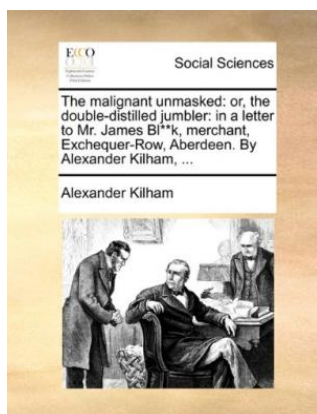 ECCO
Social Sciences
The malignant unmasked: or, the
double-distilled jumbler: in a letter
to Mr. James Bl**k, merchant,
Exchequer-Row, Aberdeen. By
Alexander Kilham, ...
Alexander Kilham